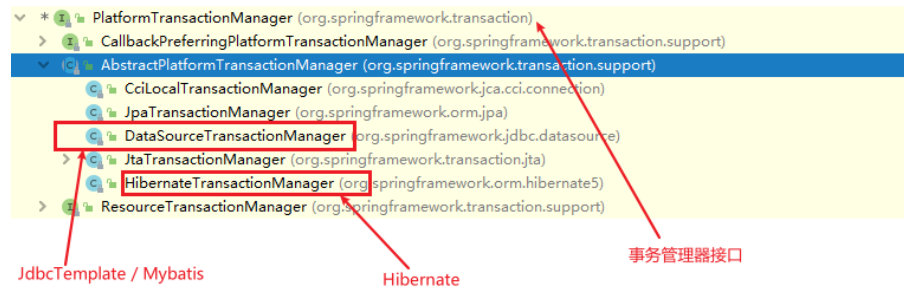 PlatformTransactionManager (org.springframework.transaction)
CallbackPreferringPlatformTransactionManager (org.springframework.transaction.support)
AbstractPlatformTransactionManager (org.springframework.transaction.support)
CciLocalTransactionManager (org.springframework.jca.cci.connection)
JpaTransactionManager (org.springframework.orm.jpa)
DataSourceTransactionManager (org.springframework.jdbc.datasource)
JtaTransactionManager (org.springframework.transaction.jta)
HibernateTransactionManager (org.springframework.orm.hibernate5)
ResourceTransactionManager (org.springframework.transaction.support)
事务管理器接口
JdbcTemplate / Mybatis
Hibernate